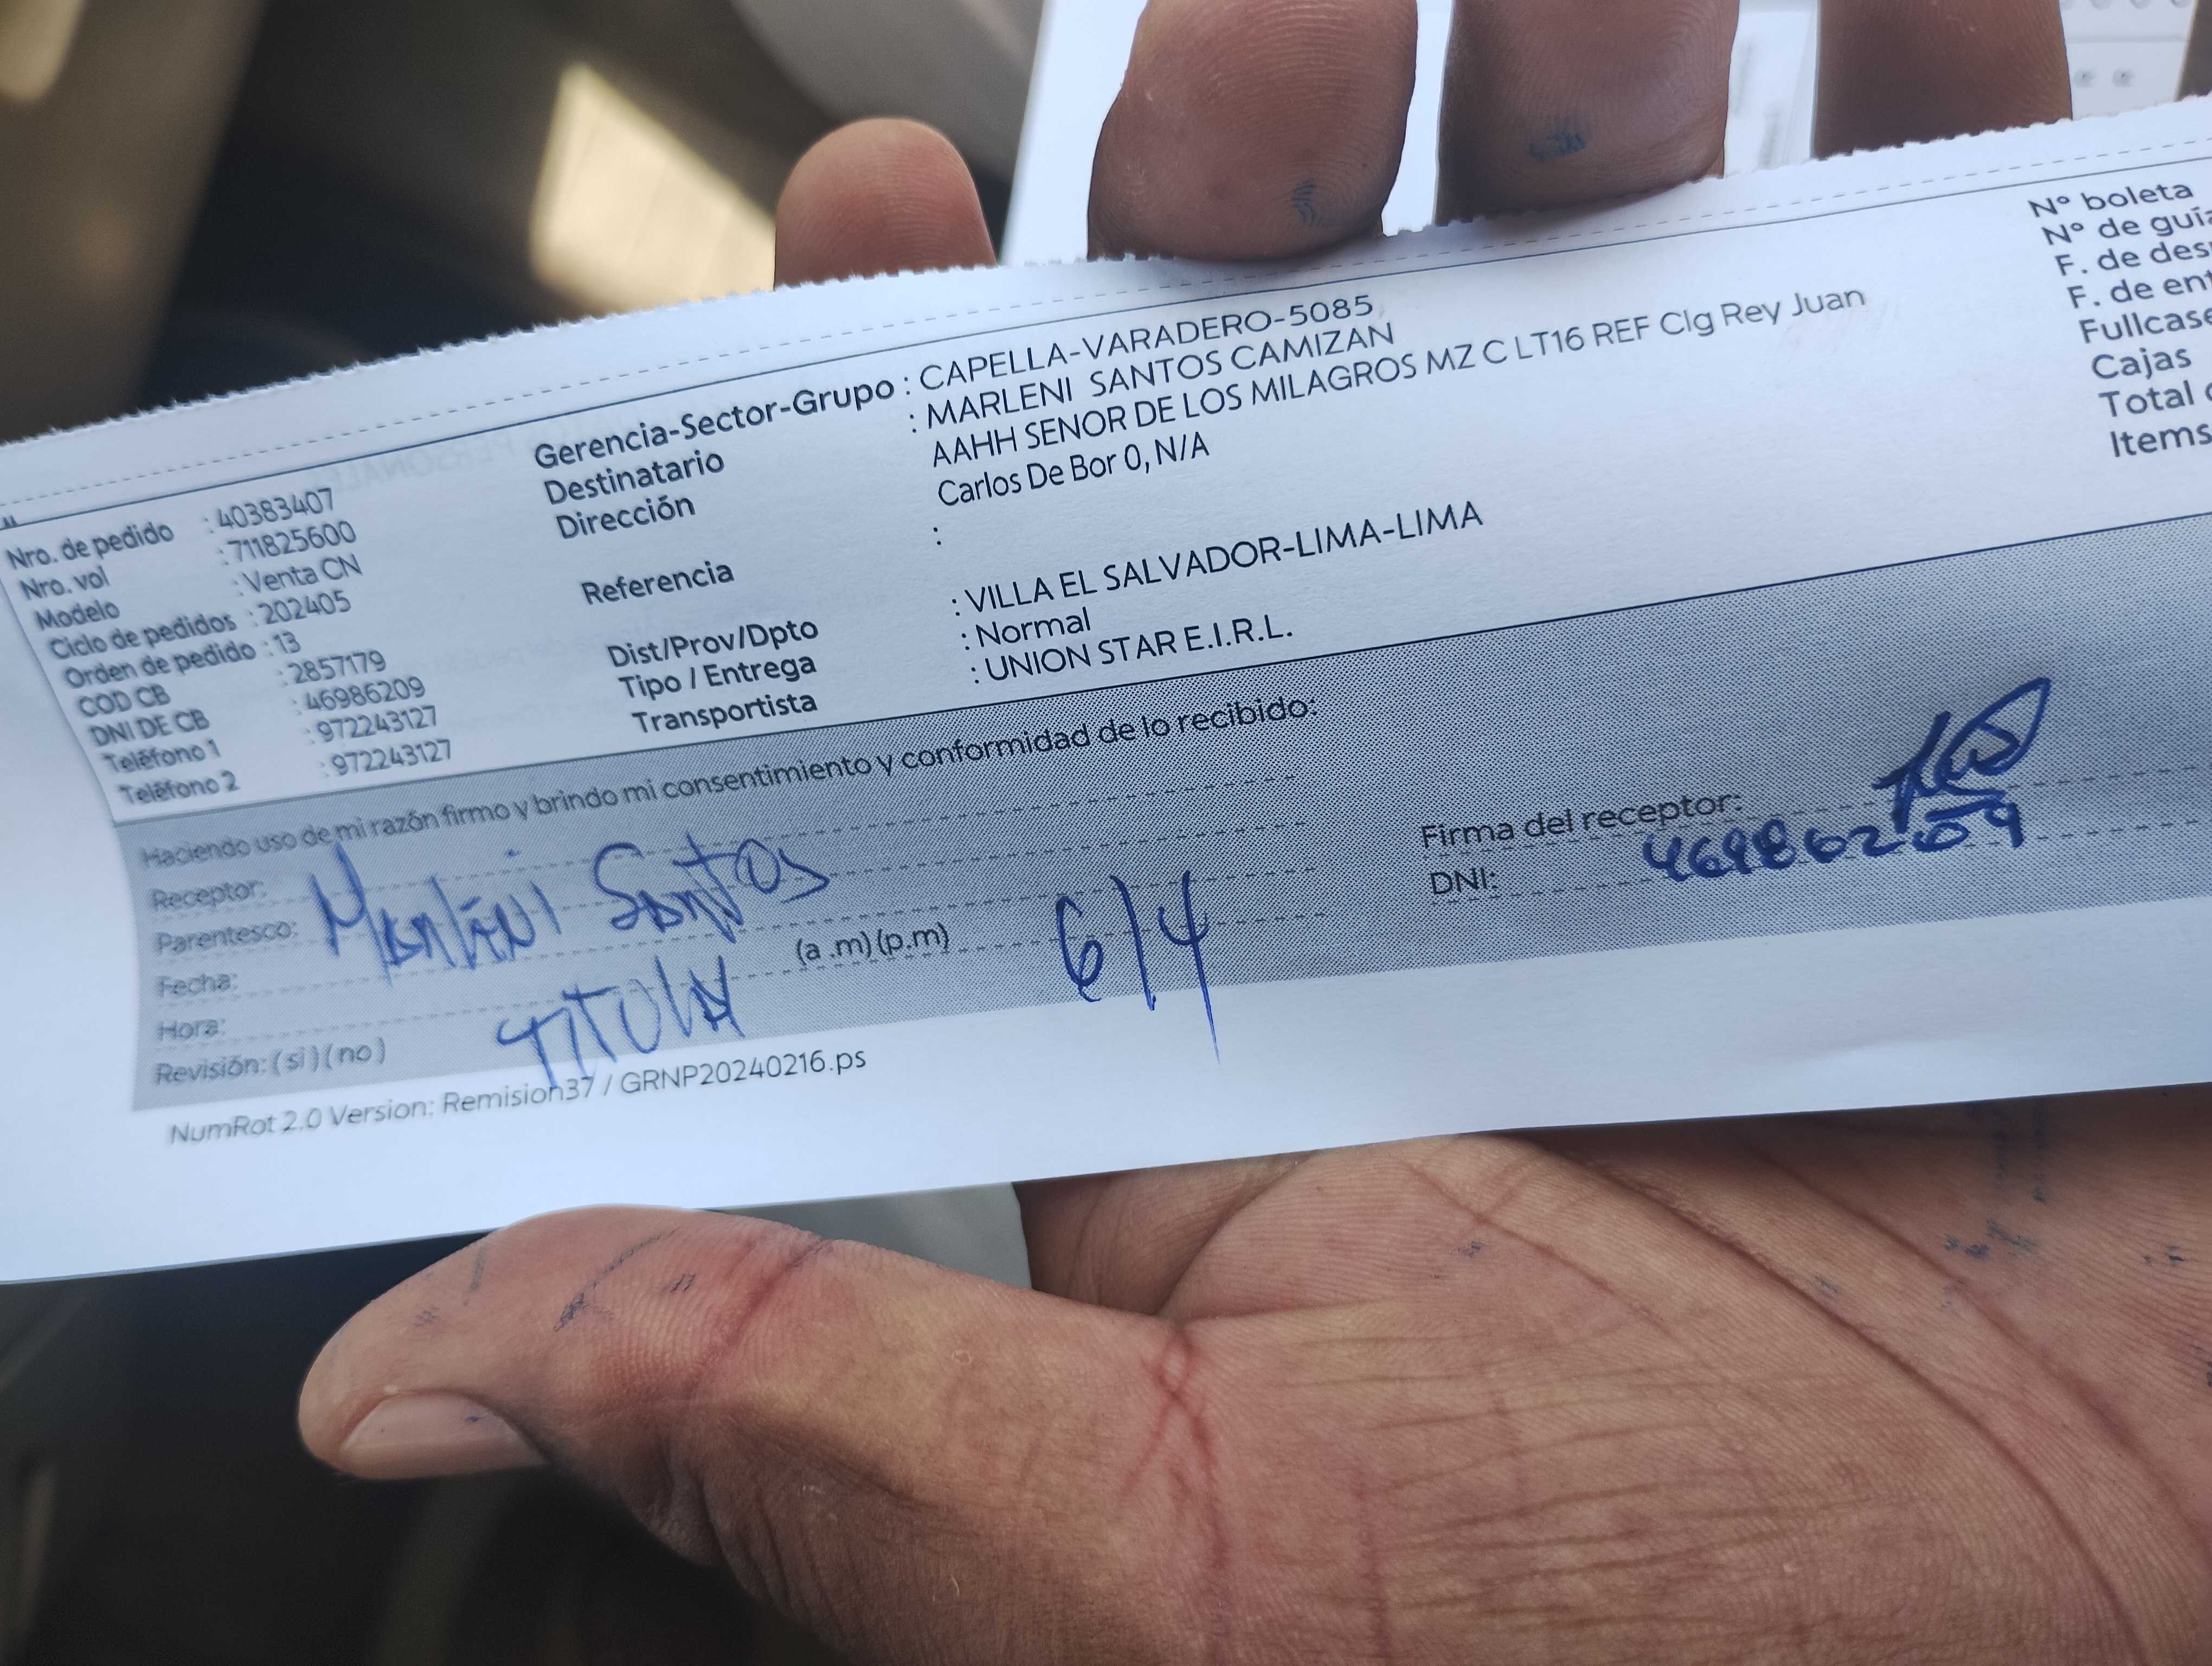 Nro. de pedido : 40383407
Nro. vol : 711825600
Modelo : Venta CN
Ciclo de pedidos : 202405
Orden de pedido : 13
COD CB : 2857179
DNI DE CB : 46986209
Teléfono 1 : 972243127
Teléfono 2 : 972243127
Gerencia-Sector-Grupo : CAPELLA-VARADERO-5085
Destinatario : MARLENI SANTOS CAMIZAN
Dirección AAHH SENOR DE LOS MILAGROS MZ C LT16 REF Clg Rey Juan
Carlos De Bor 0, N/A
Referencia :
Dist/Prov/Dpto : VILLA EL SALVADOR-LIMA-LIMA
Tipo / Entrega : Normal
Transportista : UNION STAR E.I.R.L.
N° boleta
N° de guía
F. de
F. de
Fullcase
Cajas
Total
Items
Haciendo uso de mi razón firmo y brindo mi consentimiento y conformidad de lo recibido:
Receptor: Marleni Santos
Parentesco:
Fecha:
Hora: (a .m)(p.m) 6/4
Revisión: ( si ) ( no ) TITULA
Firma del receptor:
DNI: 46986209
NumRot 2.0 Version: Remision37 / GRNP20240216.ps